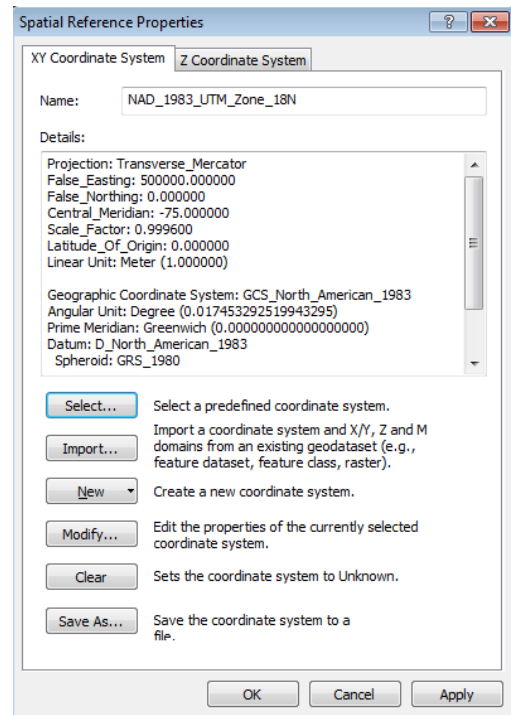 Spatial Reference Properties
XY Coordinate System Z Coordinate System
Name: NAD_1983_UTM_Zone_18N
Details:
Projection: Transverse_Mercator
False_Easting: 500000.000000
False_Northing: 0.000000
Central_Meridian: -75.000000
Scale_Factor: 0.999600
Latitude_Of_Origin: 0.000000
Linear Unit: Meter (1.000000)
Geographic Coordinate System: GCS_North_American_1983
Angular Unit: Degree (0.017453292519943295)
Prime Meridian: Greenwich (0.000000000000000000)
Datum: D_North_American_1983
Spheroid: GRS_1980
Select... Select a predefined coordinate system.
Import... Import a coordinate system and X/Y, Z and M
domains from an existing geodataset (e.g.,
feature dataset, feature class, raster).
New Create a new coordinate system.
Modify... Edit the properties of the currently selected
coordinate system.
Clear Sets the coordinate system to Unknown.
Save As... Save the coordinate system to a
file.
OK Cancel Apply